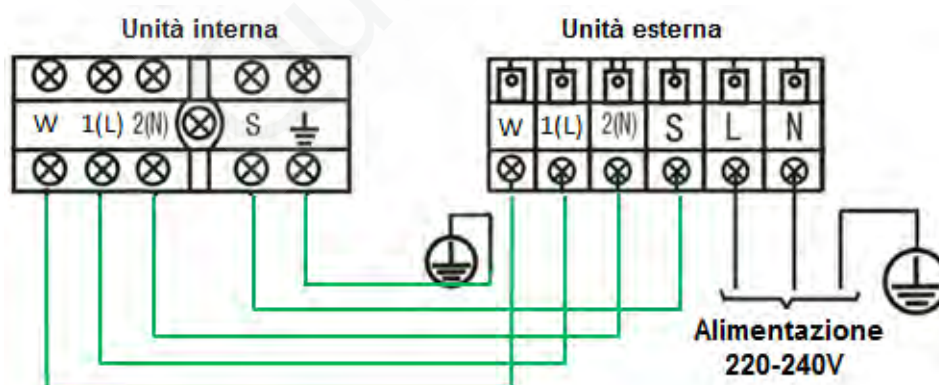 Unità interna
Unità esterna
W 1(L) 2(N) S
W 1(L) 2(N) S L N
Alimentazione
220-240V